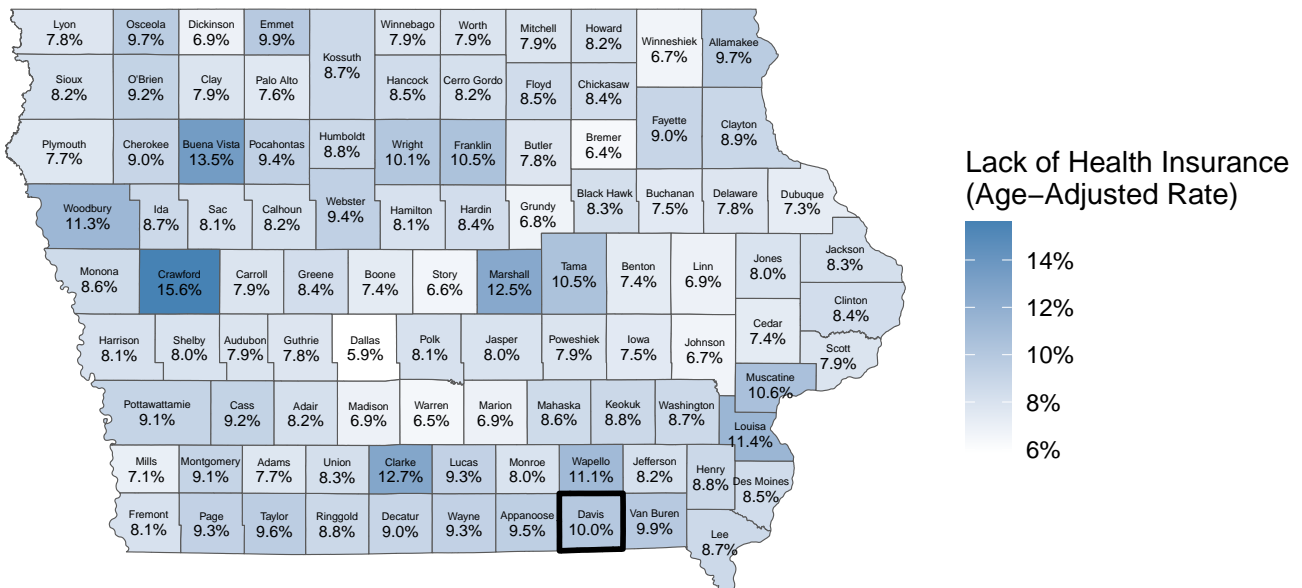 Lyon
7.8%
Osceola
9.7%
Dickinson
6.9%
Emmet
9.9%
Kossuth
8.7%
Winnebago
7.9%
Worth
7.9%
Mitchell
7.9%
Howard
8.2%
Winneshiek
6.7%
Allamakee
9.7%
Sioux
8.2%
O'Brien
9.2%
Clay
7.9%
Palo Alto
7.6%
Hancock
8.5%
Cerro Gordo
8.2%
Floyd
8.5%
Chickasaw
8.4%
Fayette
9.0%
Clayton
8.9%
Plymouth
7.7%
Cherokee
9.0%
Buena Vista
13.5%
Pocahontas
9.4%
Humboldt
8.8%
Wright
10.1%
Franklin
10.5%
Butler
7.8%
Bremer
6.4%
Woodbury
11.3%
Ida
8.7%
Sac
8.1%
Calhoun
8.2%
Webster
9.4%
Hamilton
8.1%
Hardin
8.4%
Grundy
6.8%
Black Hawk
8.3%
Buchanan
7.5%
Delaware
7.8%
Dubuque
7.3%
Monona
8.6%
Crawford
15.6%
Carroll
7.9%
Greene
8.4%
Boone
7.4%
Story
6.6%
Marshall
12.5%
Tama
10.5%
Benton
7.4%
Linn
6.9%
Jones
8.0%
Jackson
8.3%
Clinton
8.4%
Harrison
8.1%
Shelby
8.0%
Audubon
7.9%
Guthrie
7.8%
Dallas
5.9%
Polk
8.1%
Jasper
8.0%
Poweshiek
7.9%
Iowa
7.5%
Johnson
6.7%
Cedar
7.4%
Scott
7.9%
Muscatine
10.6%
Pottawattamie
9.1%
Cass
9.2%
Adair
8.2%
Madison
6.9%
Warren
6.5%
Marion
6.9%
Mahaska
8.6%
Keokuk
8.8%
Washington
8.7%
Louisa
11.4%
Mills
7.1%
Montgomery
9.1%
Adams
7.7%
Union
8.3%
Clarke
12.7%
Lucas
9.3%
Monroe
8.0%
Wapello
11.1%
Jefferson
8.2%
Henry
8.8%
Des Moines
8.5%
Fremont
8.1%
Page
9.3%
Taylor
9.6%
Ringgold
8.8%
Decatur
9.0%
Wayne
9.3%
Appanoose
9.5%
Davis
10.0%
Van Buren
9.9%
Lee
8.7%
Lack of Health Insurance
(Age−Adjusted Rate)
14%
12%
10%
8%
6%